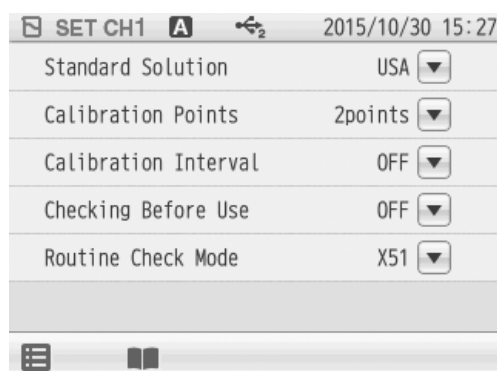 SET CH1 A 2 2015/10/30 15:27
Standard Solution USA
Calibration Points 2points
Calibration Interval OFF
Checking Before Use OFF
Routine Check Mode X51